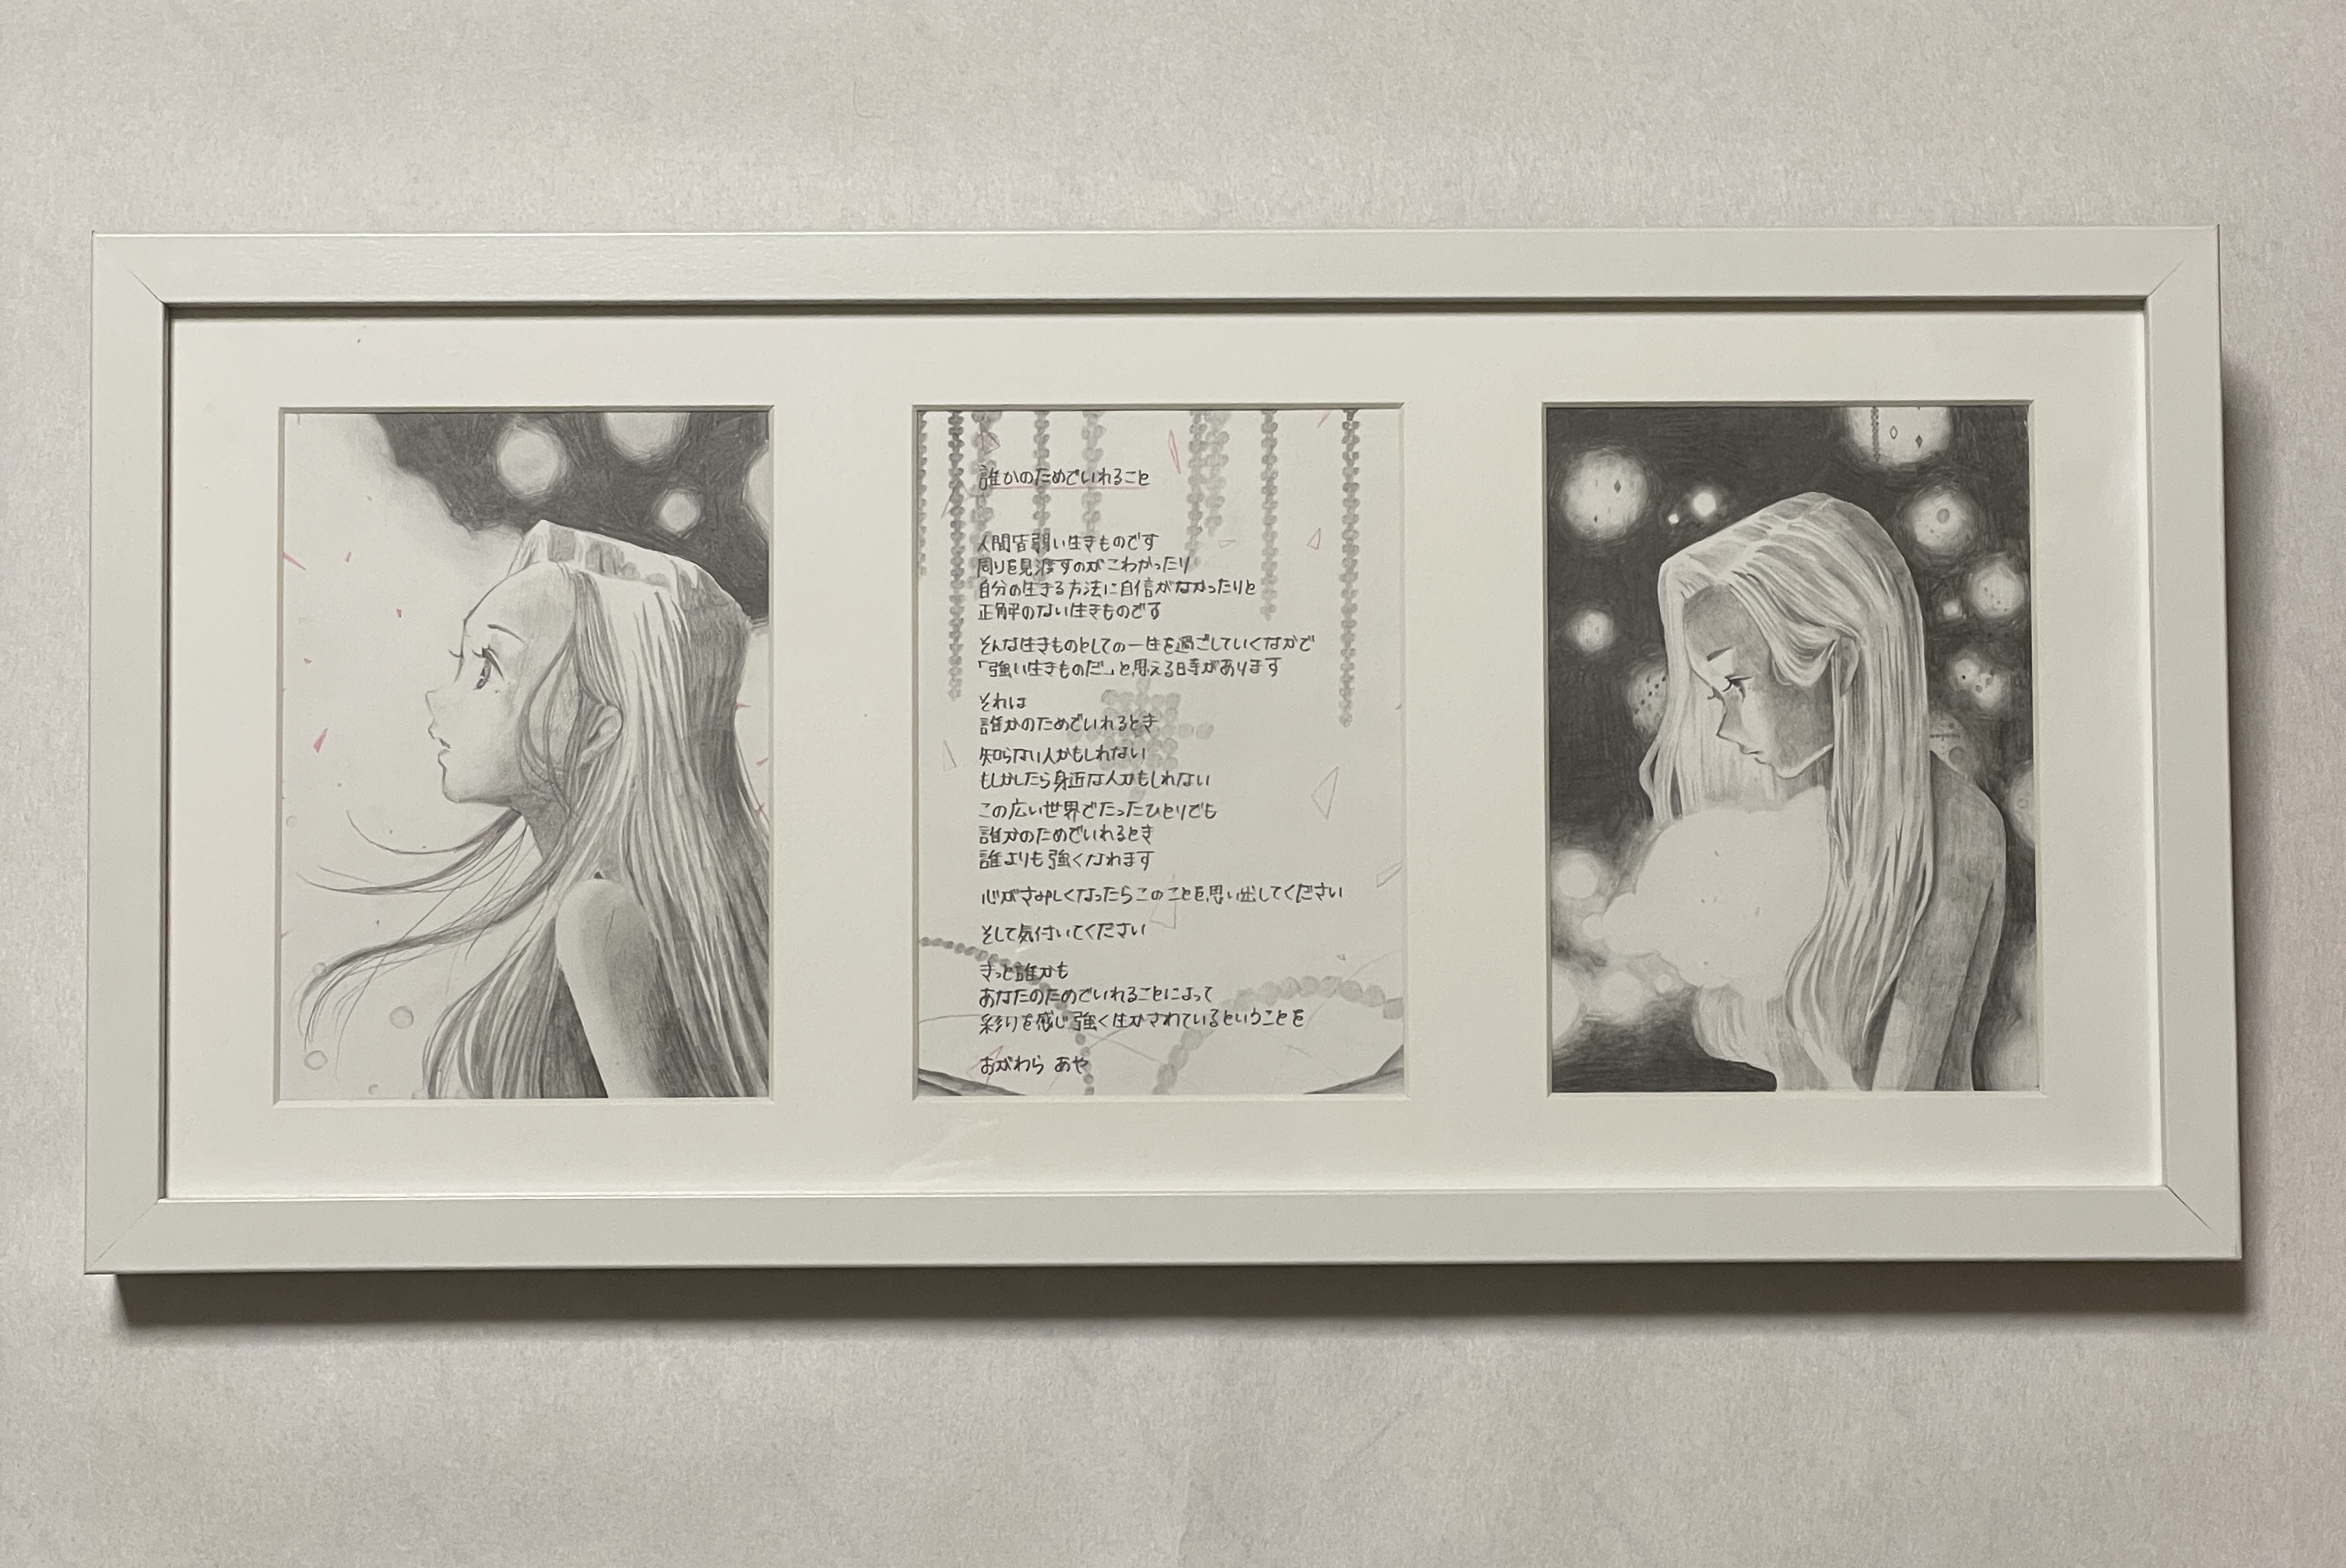 誰かのためでいれること
人間皆弱い生きものです
周りを見渡すのがこわかったり
自分の生きる方法に自信がなかったりと
正解のない生きものです
そんな生きものとしての一生を過ごしていくなかで
「強い生きものだ」と思える時があります
それは
誰かのためでいれるとき
知らない人かもしれない
もしかしたら身近な人かもしれない
この広い世界でたったひとりでも
誰かのためでいれるとき
誰よりも強くなれます
心がさみしくなったらこのことを思い出してください
そして気付いてください
きっと誰かも
あなたのためでいれることによって
彩りを感じ強く生かされているということを
おがわら あや